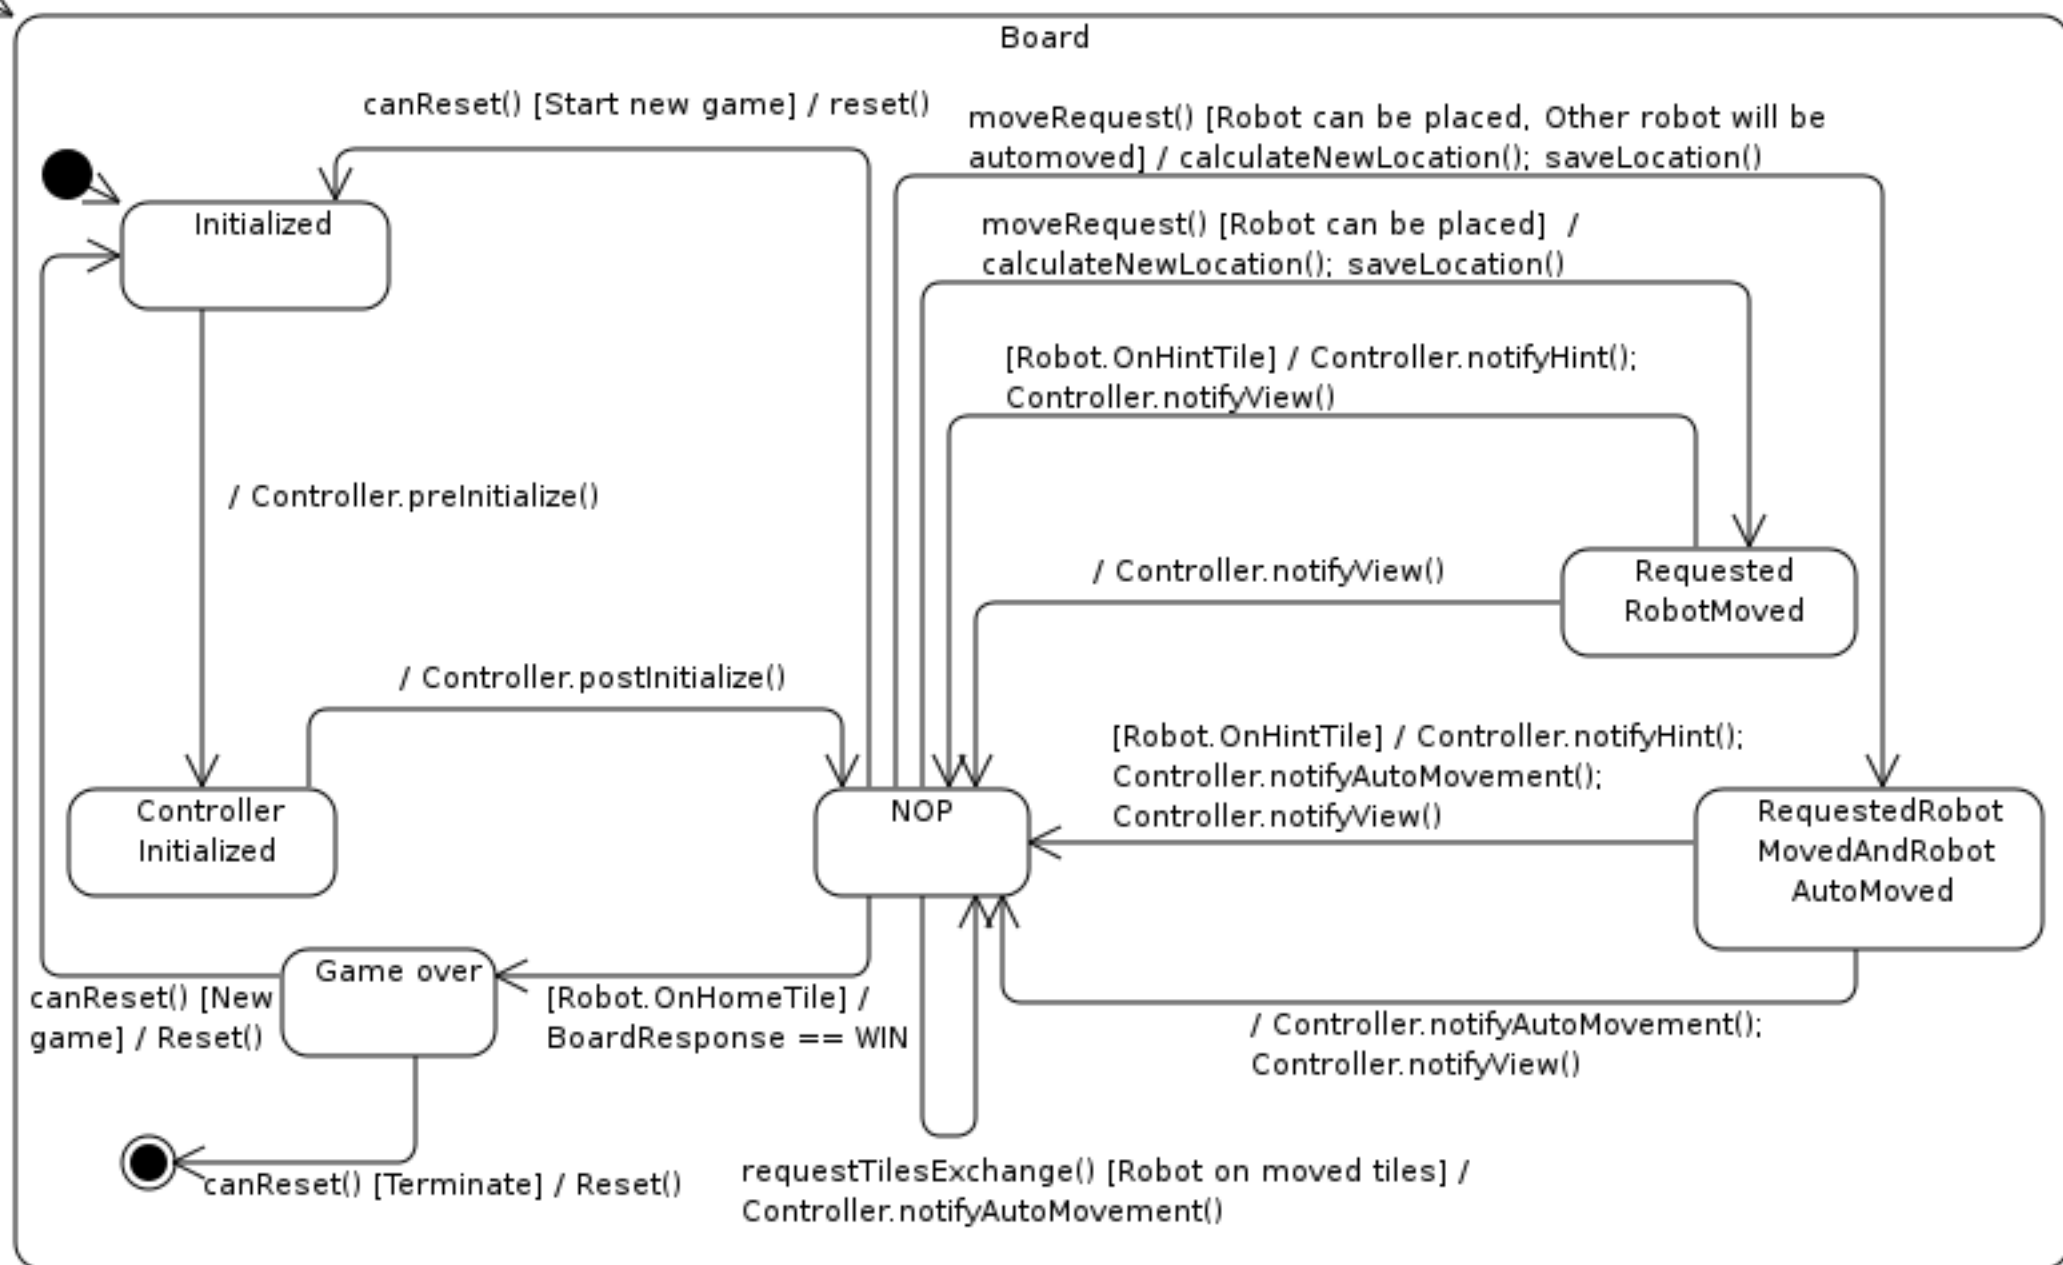 Board
canReset() [Start new game] / reset()
moveRequest() [Robot can be placed, Other robot will be
automoved] / calculateNewLocation(); saveLocation()
Initialized
moveRequest() [Robot can be placed]  /
calculateNewLocation(); saveLocation()
[Robot.OnHintTile] / Controller.notifyHint();
Controller.notifyView()
/ Controller.preInitialize()
/ Controller.notifyView()
Requested
RobotMoved
/ Controller.postInitialize()
[Robot.OnHintTile] / Controller.notifyHint();
Controller.notifyAutoMovement();
Controller.notifyView()
Controller
Initialized
NOP
RequestedRobot
MovedAndRobot
AutoMoved
Game over
canReset() [New
game] / Reset()
[Robot.OnHomeTile] /
BoardResponse == WIN
/ Controller.notifyAutoMovement();
Controller.notifyView()
canReset() [Terminate] / Reset()
requestTilesExchange() [Robot on moved tiles] /
Controller.notifyAutoMovement()